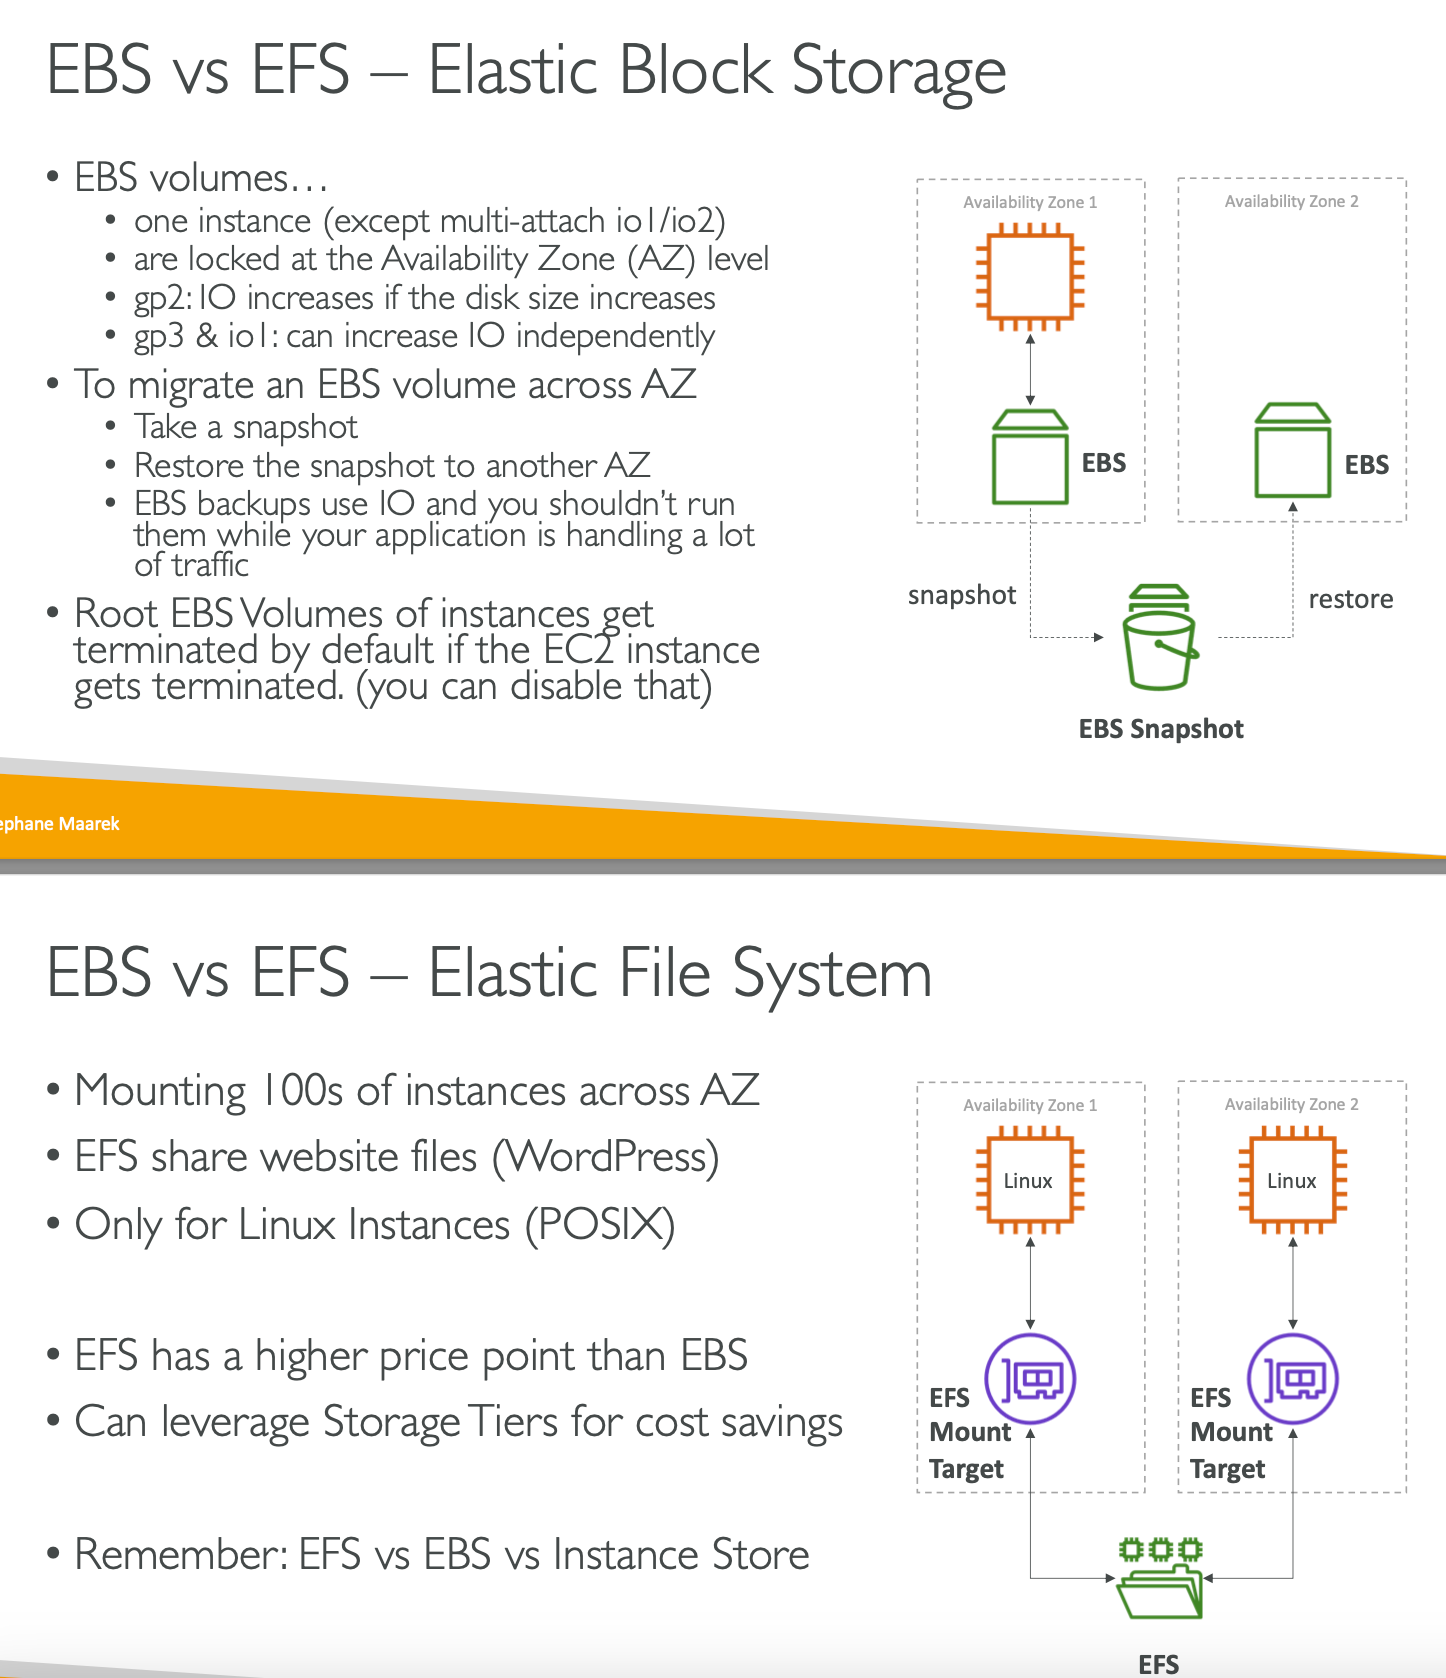 EBS vs EFS – Elastic Block Storage
• EBS volumes…
• one instance (except multi-attach io1/io2)
• are locked at the Availability Zone (AZ) level
• gp2: IO increases if the disk size increases
• gp3 & io1: can increase IO independently
• To migrate an EBS volume across AZ
• Take a snapshot
• Restore the snapshot to another AZ
• EBS backups use IO and you shouldn’t run
them while your application is handling a lot
of traffic
• Root EBS Volumes of instances get
terminated by default if the EC2 instance
gets terminated. (you can disable that)
Availability Zone 1
Availability Zone 2
EBS
EBS
snapshot
restore
EBS Snapshot
ephane Maarek
EBS vs EFS – Elastic File System
• Mounting 100s of instances across AZ
• EFS share website files (WordPress)
• Only for Linux Instances (POSIX)
• EFS has a higher price point than EBS
• Can leverage Storage Tiers for cost savings
• Remember: EFS vs EBS vs Instance Store
Availability Zone 1
Availability Zone 2
Linux
Linux
EFS
Mount
Target
EFS
Mount
Target
EFS